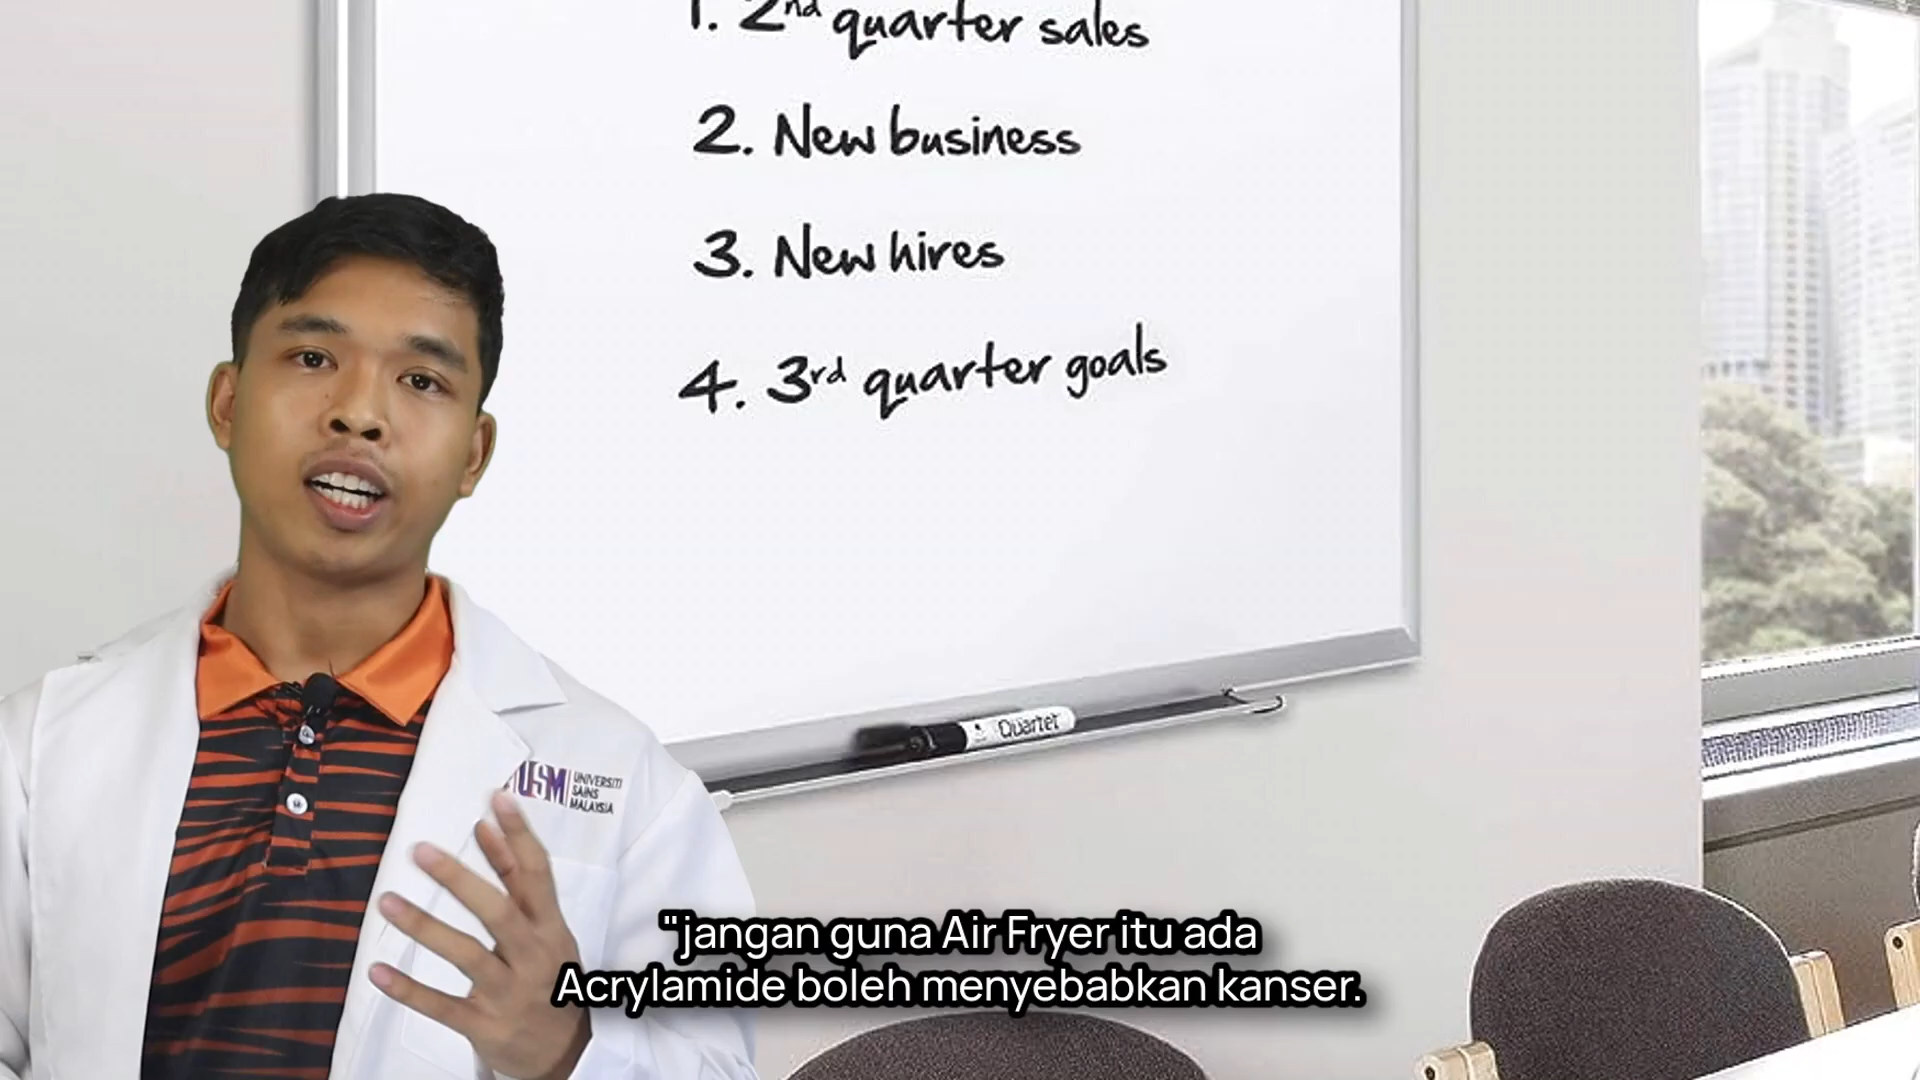 1. 2nd quarter sales
2. New business
3. New hires
4. 3rd quarter goals
Quartet
USM
UNIVERSITI
SAINS
MALAYSIA
"jangan guna Air Fryer itu ada
Acrylamide boleh menyebabkan kanser.